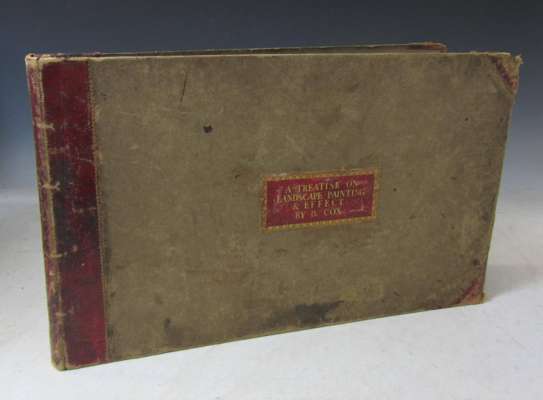 A TREATISE ON
LANDSCAPE PAINTING
& EFFECT
BY D. COX